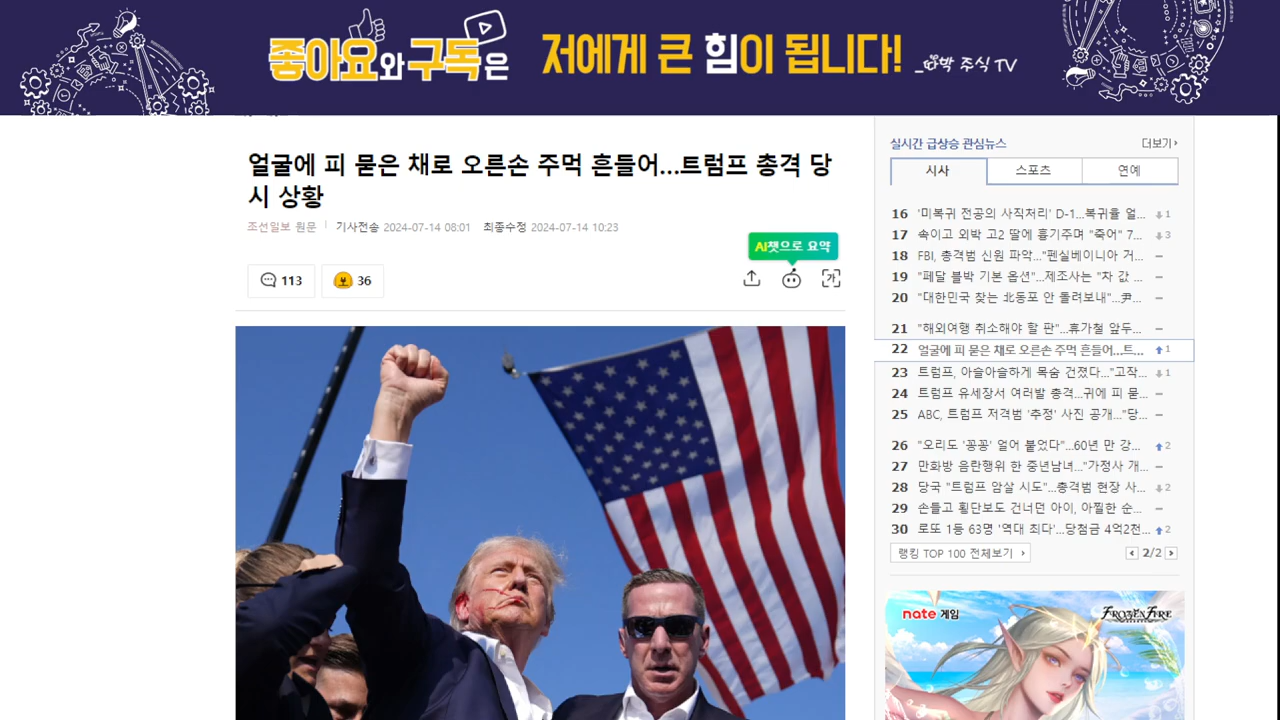 좋아요와 구독은 저에게 큰 힘이 됩니다!
박 주식 TV
얼굴에 피 묻은 채로 오른손 주먹 흔들어...트럼프 총격 당
시 상황
조선일보 원문 기사전송 2024-07-14 08:01 최종수정 2024-07-14 10:23
AI챗으로 요약
113 36
가
실시간 급상승 관심뉴스 더보기
시사 스포츠 연예
16 '미복귀 전공의 사직처리' D-1...복귀율 얼... 1
17 속이고 외박 고2 딸에 흉기주며 "죽어" 7... 3
18 FBI, 총격범 신원 파악..."펜실베이니아 거...
19 "페달 블박 기본 옵션"...제조사는 "차 값 ...
20 "대한민국 찾는 北동포 안 돌려보내"...尹...
21 "해외여행 취소해야 할 판"...휴가철 앞두...
22 얼굴에 피 묻은 채로 오른손 주먹 흔들어...트... 1
23 트럼프, 아슬아슬하게 목숨 건졌다..."고작... 1
24 트럼프 유세장서 여러발 총격...귀에 피 묻...
25 ABC, 트럼프 저격범 '추정' 사진 공개..."당...
26 "오리도 '꽁꽁' 얼어 붙었다"...60년 만 강... 2
27 만화방 음란행위 한 중년남녀..."가정사 개...
28 당국 "트럼프 암살 시도"...총격범 현장 사... 2
29 손들고 횡단보도 건너던 아이, 아찔한 순...
30 로또 1등 63명 '역대 최다'...당첨금 4억2천... 2
랭킹 TOP 100 전체보기 2/2
nate 게임
FROZEN FIRE